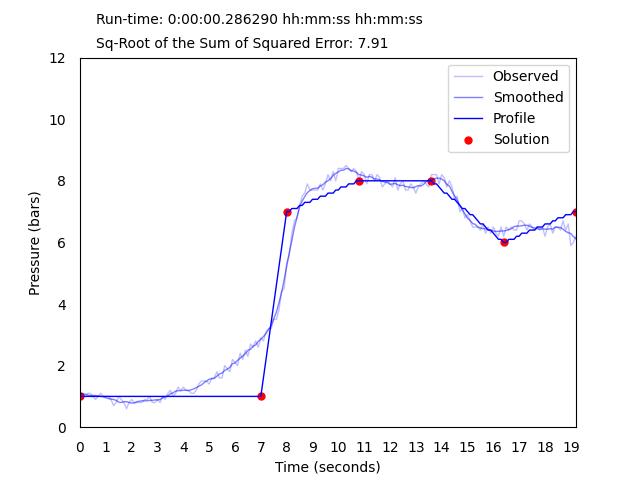 Run-time: 0:00:00.286290 hh:mm:ss hh:mm:ss
Sq-Root of the Sum of Squared Error: 7.91
Observed
Smoothed
Profile
Solution
12
10
8
6
4
2
0
Pressure (bars)
0 1 2 3 4 5 6 7 8 9 10 11 12 13 14 15 16 17 18 19
Time (seconds)